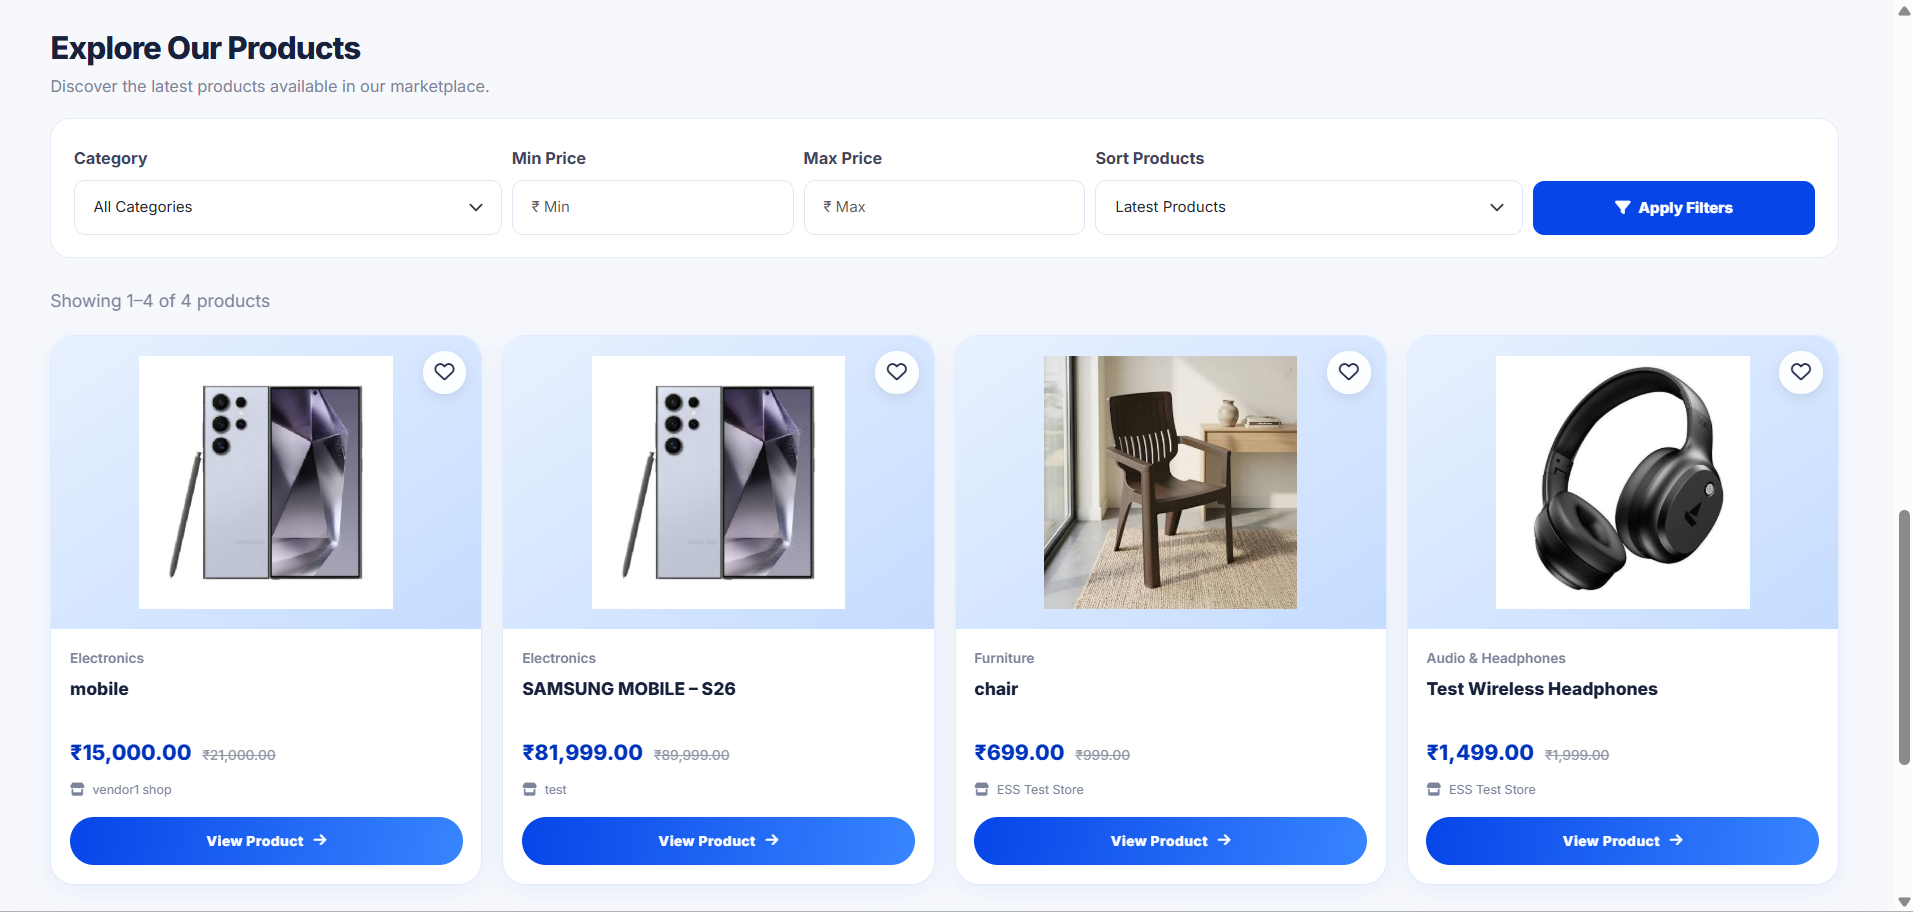 Explore Our Products
Discover the latest products available in our marketplace.
Category
Min Price
Max Price
Sort Products
All Categories
₹ Min
₹ Max
Latest Products
Apply Filters
Showing 1–4 of 4 products
Electronics
mobile
₹15,000.00 ₹21,000.00
vendor1 shop
View Product →
Electronics
SAMSUNG MOBILE – S26
₹81,999.00 ₹89,999.00
test
View Product →
Furniture
chair
₹699.00 ₹999.00
ESS Test Store
View Product →
Audio & Headphones
Test Wireless Headphones
₹1,499.00 ₹1,999.00
ESS Test Store
View Product →